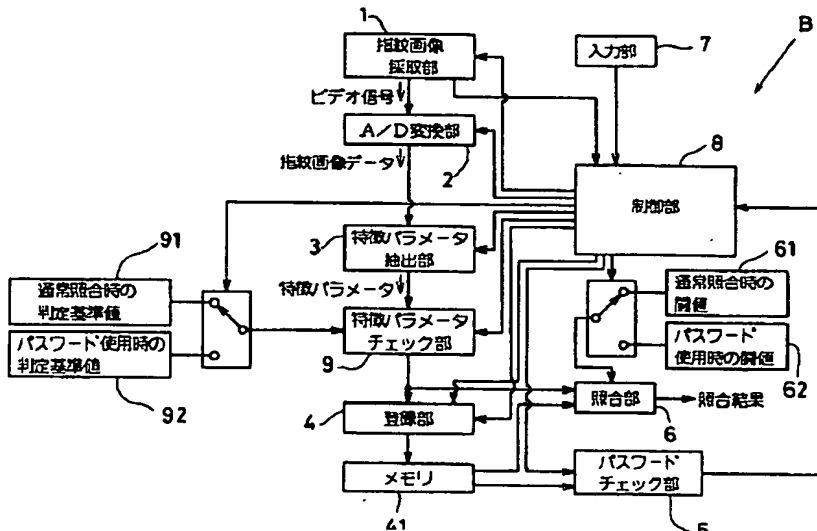 1
指紋画像
採取部
入力部
7
B
ビデオ信号
A/D変換部
2
8
指紋画像データ
制御部
91
3
特徴パラメータ
抽出部
61
通常照合時の
判定基準値
特徴パラメータ
通常照合時の
閾値
パスワード使用時の
判定基準値
特徴パラメータ
チェック部
パスワード
使用時の閾値
92
9
62
4
登録部
照合部
照合結果
6
メモリ
パスワード
チェック部
41
5